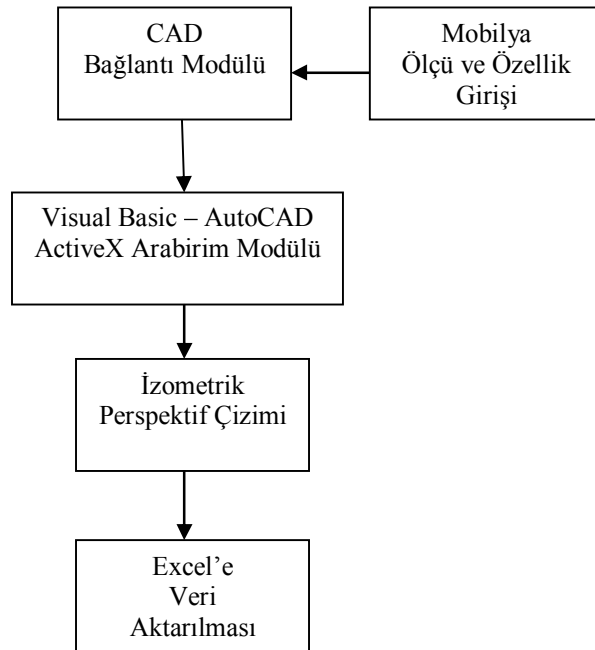 CAD
Bağlantı Modülü
Mobilya
Ölçü ve Özellik
Girişi
Visual Basic – AutoCAD
ActiveX Arabirim Modülü
İzometrik
Perspektif Çizimi
Excel’e
Veri
Aktarılması